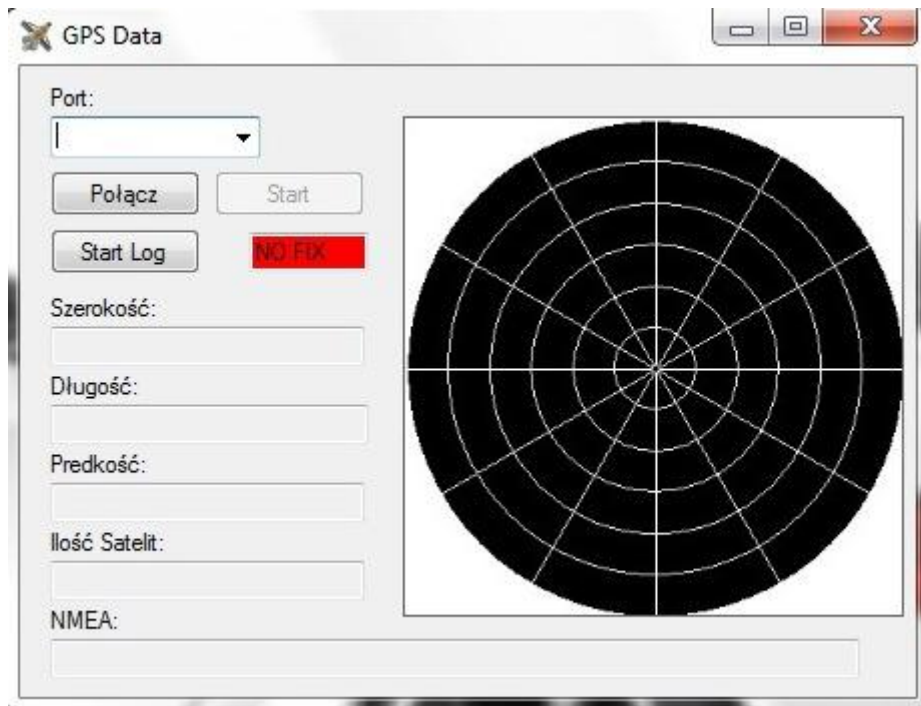 GPS Data
Port:
Połącz
Start
Start Log
NO FIX
Szerokość:
Długość:
Predkość:
Ilość Satelit:
NMEA: